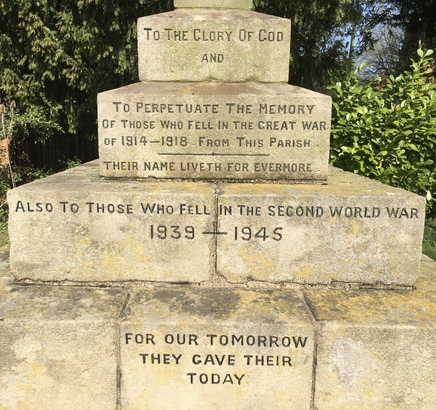 TO THE GLORY OF GOD
AND
TO PERPETUATE THE MEMORY
OF THOSE WHO FELL IN THE GREAT WAR
OF 1914—1918 FROM THIS PARISH
THEIR NAME LIVETH FOR EVERMORE
ALSO TO THOSE WHO FELL IN THE SECOND WORLD WAR
1939—1945
FOR OUR TOMORROW
THEY GAVE THEIR
TODAY